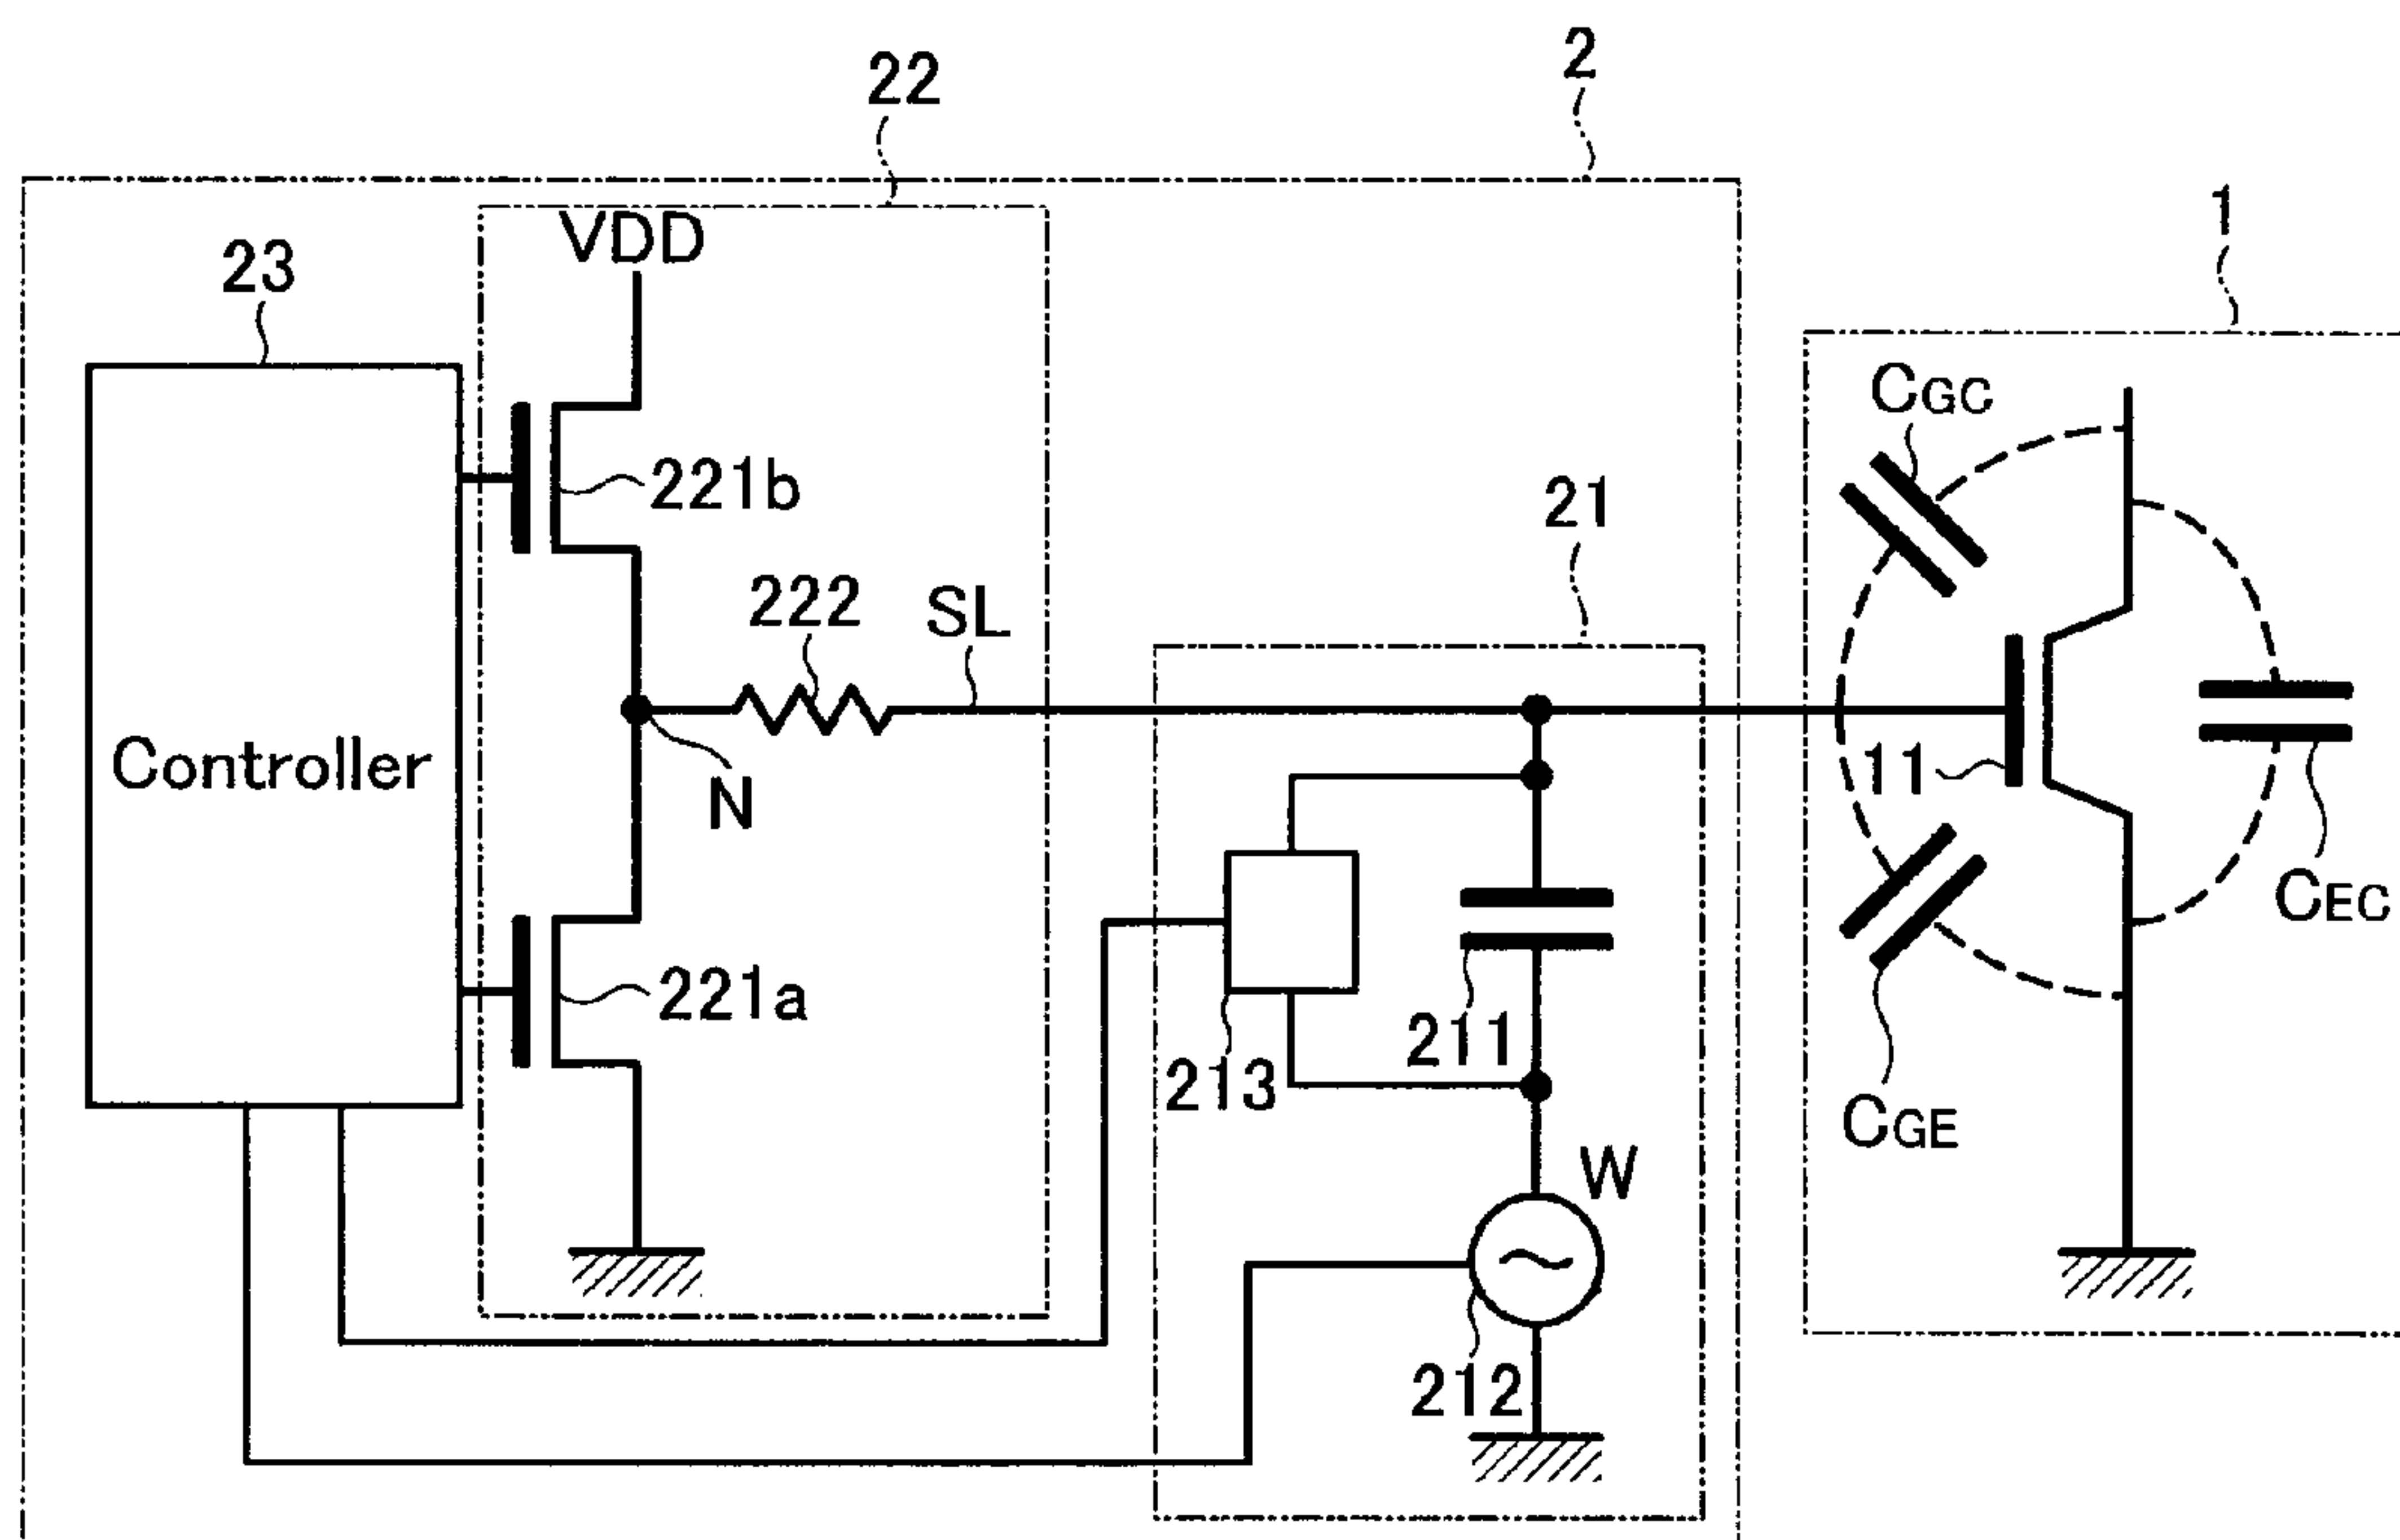 2
22
1
VDD
23
CGC
221b
21
222
SL
Controller
11
N
CEC
221a
211
213
CGE
W
212